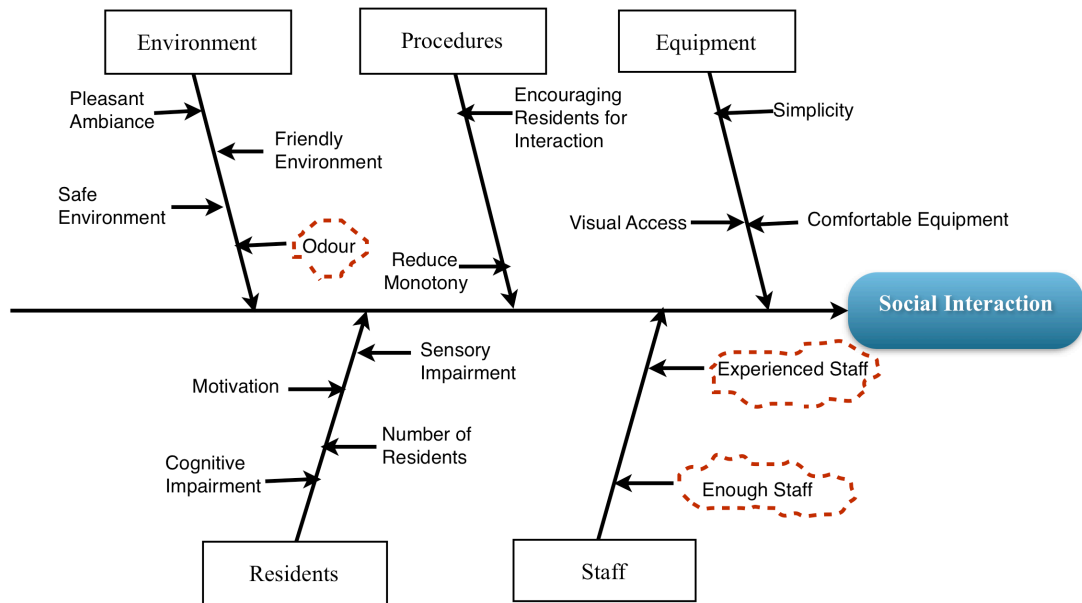 Environment
Procedures
Equipment
Pleasant
Ambiance
Friendly
Environment
Safe
Environment
Odour
Encouraging
Residents for
Interaction
Reduce
Monotony
Simplicity
Visual Access
Comfortable Equipment
Social Interaction
Sensory
Impairment
Motivation
Number of
Residents
Cognitive
Impairment
Experienced Staff
Enough Staff
Residents
Staff